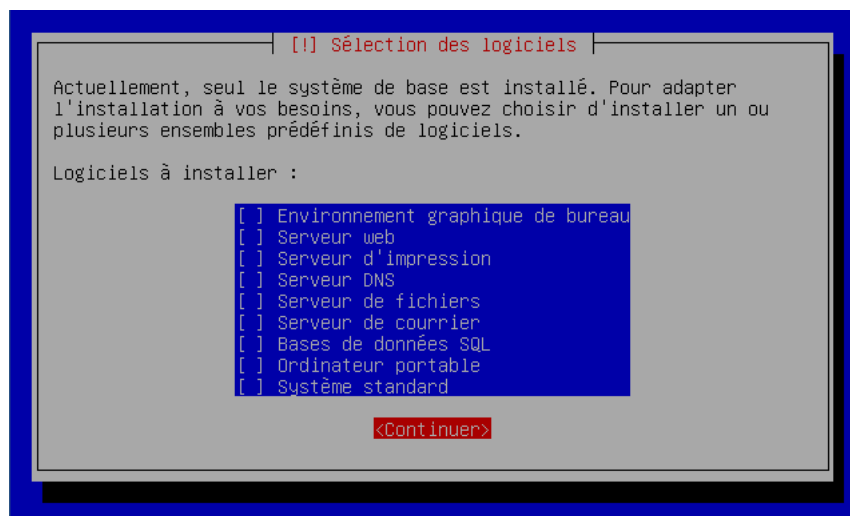 [!] Sélection des logiciels
Actuellement, seul le système de base est installé. Pour adapter
l'installation à vos besoins, vous pouvez choisir d'installer un ou
plusieurs ensembles prédéfinis de logiciels.
Logiciels à installer :
[ ] Environnement graphique de bureau
[ ] Serveur web
[ ] Serveur d'impression
[ ] Serveur DNS
[ ] Serveur de fichiers
[ ] Serveur de courrier
[ ] Bases de données SQL
[ ] Ordinateur portable
[ ] Système standard
<Continuer>